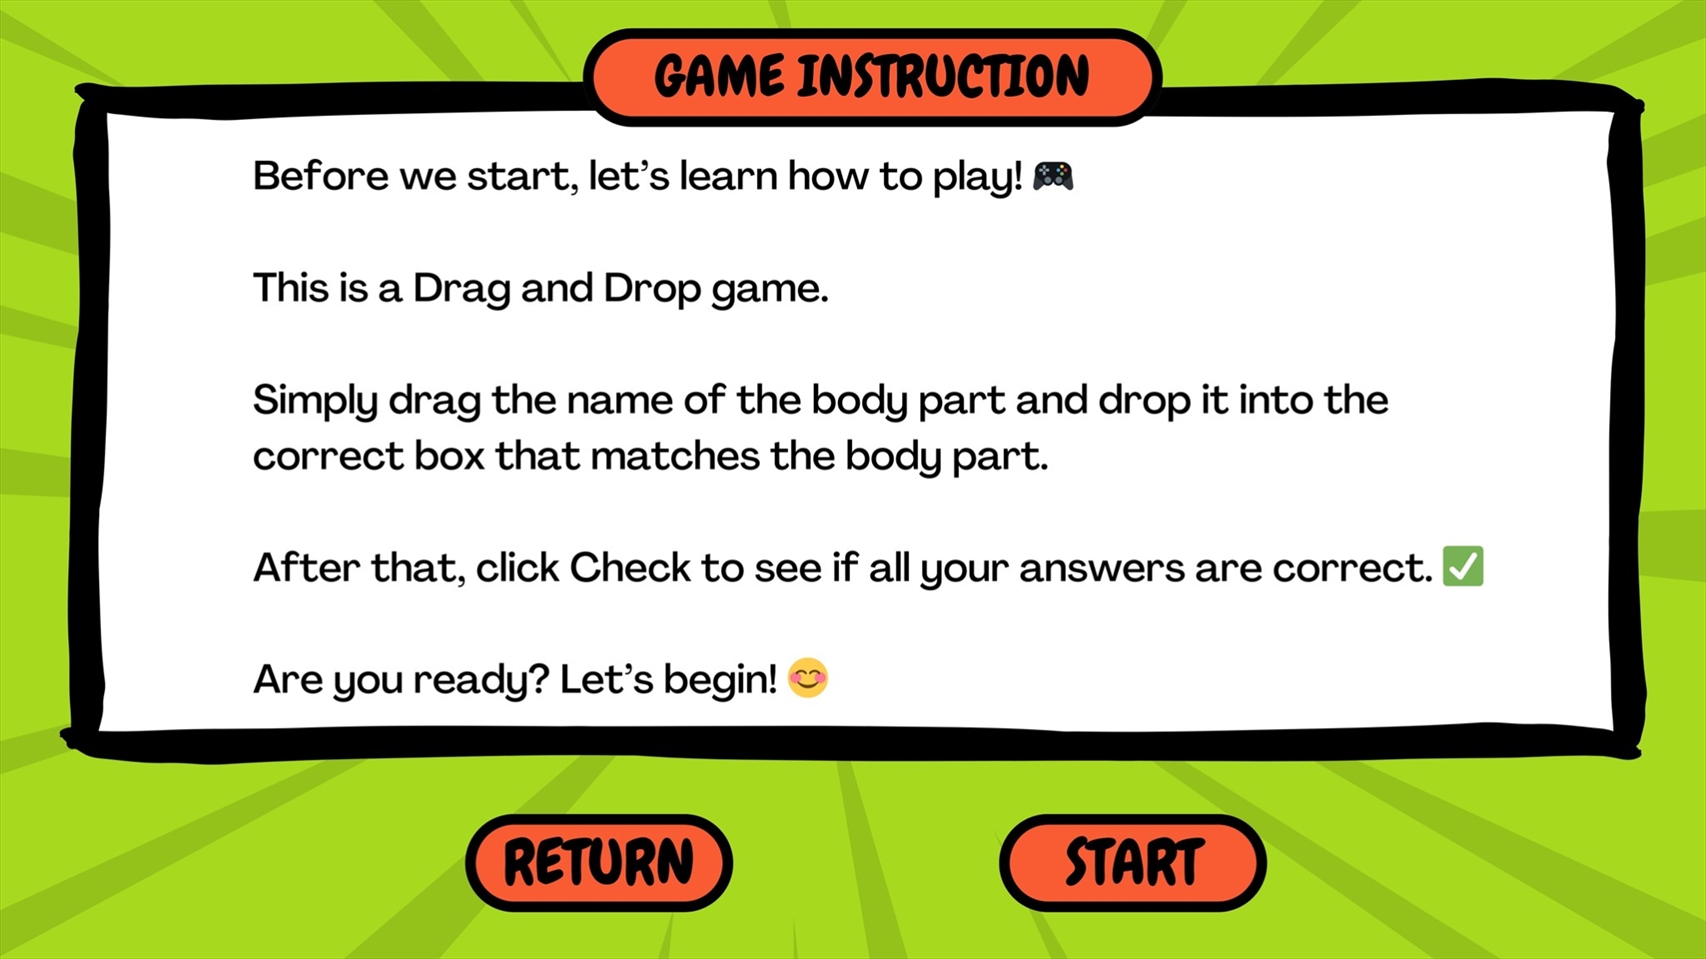 GAME INSTRUCTION
Before we start, let's learn how to play! 🎮
This is a Drag and Drop game.
Simply drag the name of the body part and drop it into the
correct box that matches the body part.
After that, click Check to see if all your answers are correct. ✅
Are you ready? Let's begin! 😊
RETURN
START